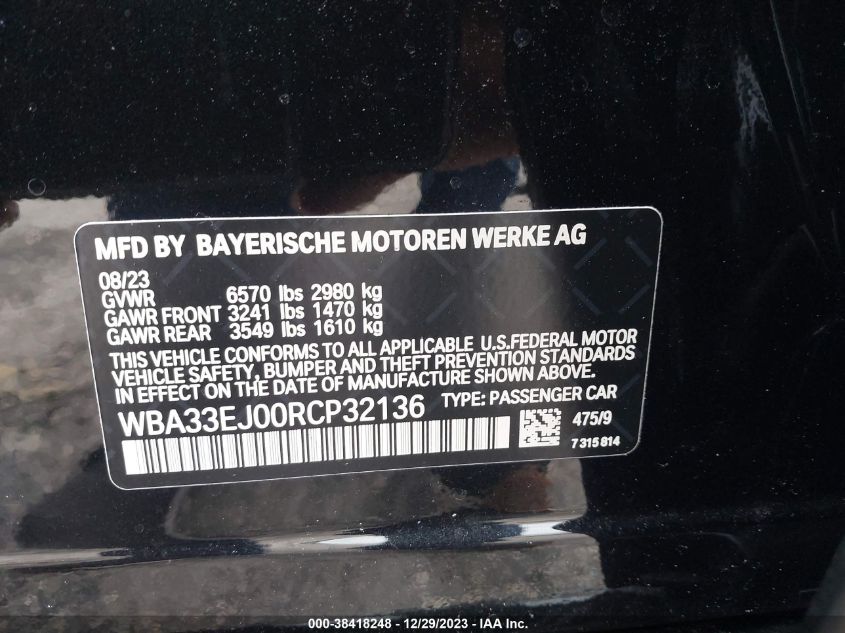 MFD BY BAYERISCHE MOTOREN WERKE AG
08/23
GVWR 6570 lbs 2980 kg
GAWR FRONT 3241 lbs 1470 kg
GAWR REAR 3549 lbs 1610 kg
THIS VEHICLE CONFORMS TO ALL APPLICABLE U.S.FEDERAL MOTOR
VEHICLE SAFETY, BUMPER AND THEFT PREVENTION STANDARDS
IN EFFECT ON THE DATE OF MANUFACTURE SHOWN ABOVE.
WBA33EJ00RCP32136 TYPE: PASSENGER CAR
475/9
7 315 814
000-38418248 - 12/29/2023 - IAA Inc.